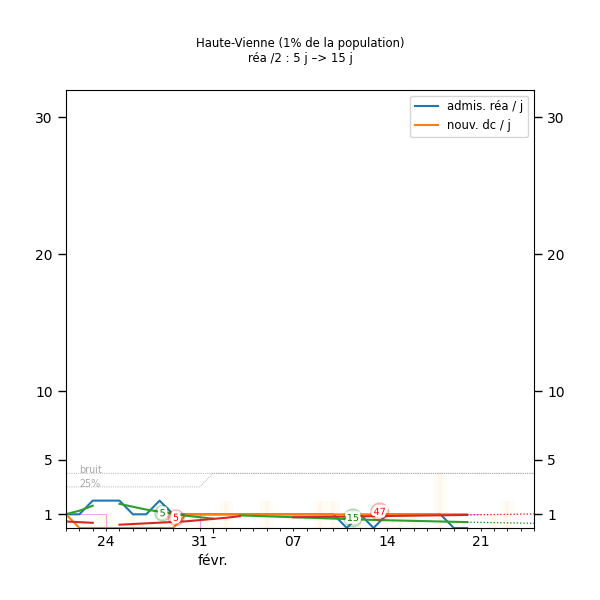 Haute-Vienne (1% de la population)
réa /2 : 5 j –> 15 j
admis. réa / j
nouv. dc / j
30 30
20 20
10 10
5 5
bruit
25%
5 5 15 47
1 1
24 31 - 07 14 21
févr.